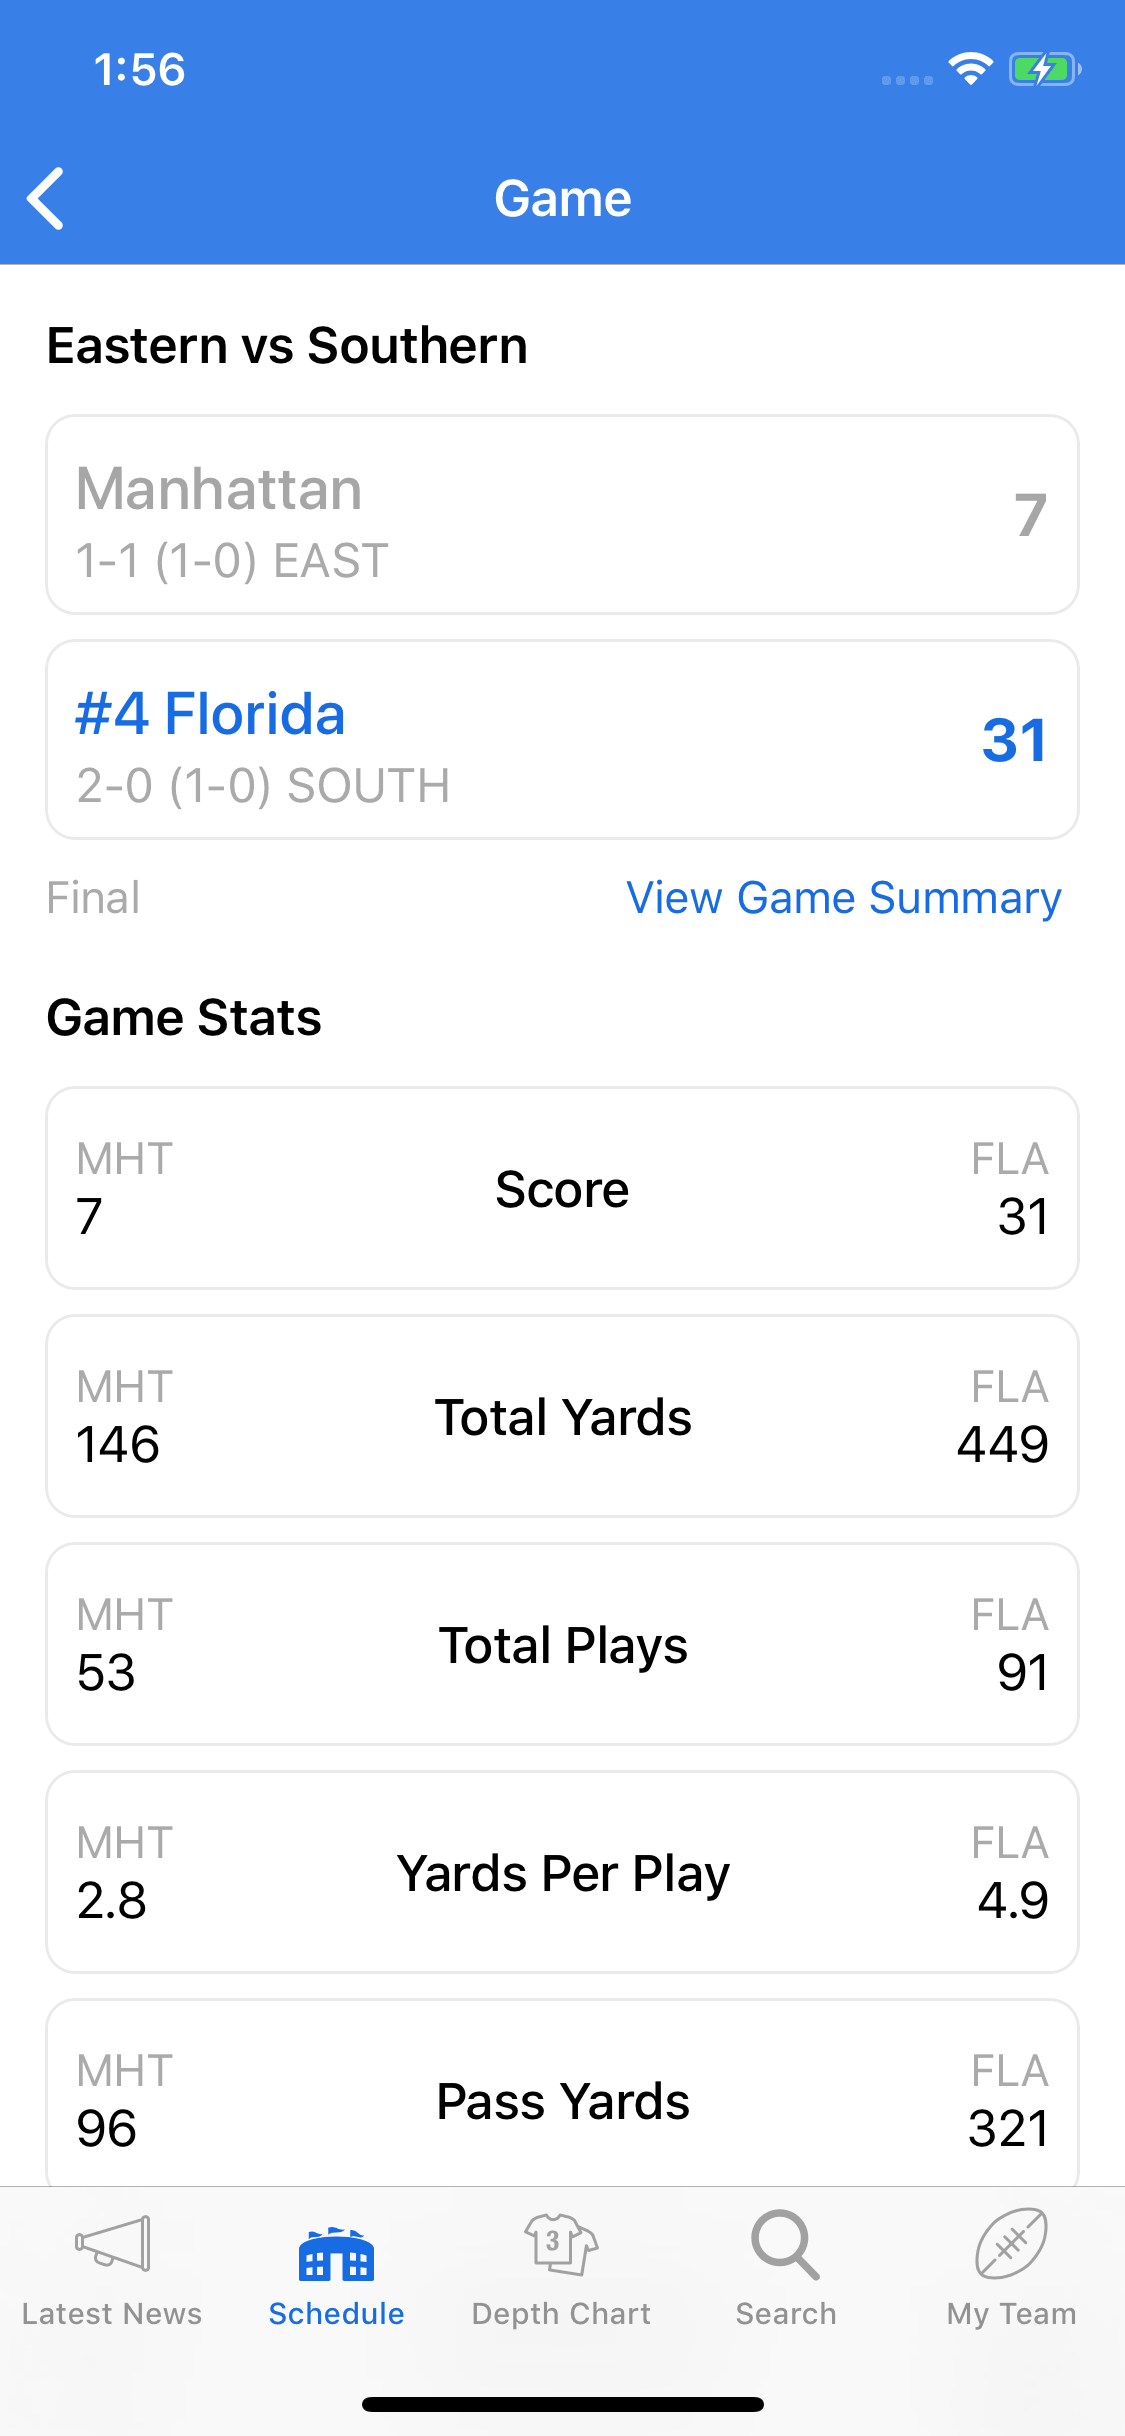 1:56
Game
Eastern vs Southern
Manhattan
7
1-1 (1-0) EAST
#4 Florida
31
2-0 (1-0) SOUTH
Final
View Game Summary
Game Stats
MHT
Score
FLA
7
31
MHT
Total Yards
FLA
146
449
MHT
Total Plays
FLA
53
91
MHT
Yards Per Play
FLA
2.8
4.9
MHT
Pass Yards
FLA
96
321
3
Latest News
Schedule
Depth Chart
Search
My Team